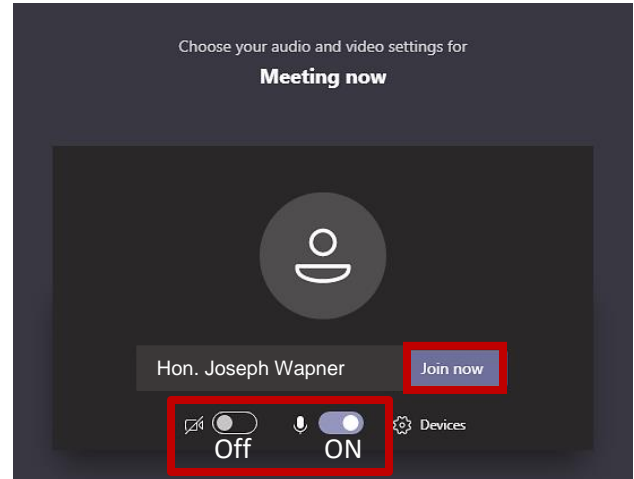 Choose your audio and video settings for
Meeting now
Hon. Joseph Wapner
Join now
Devices
Off
ON